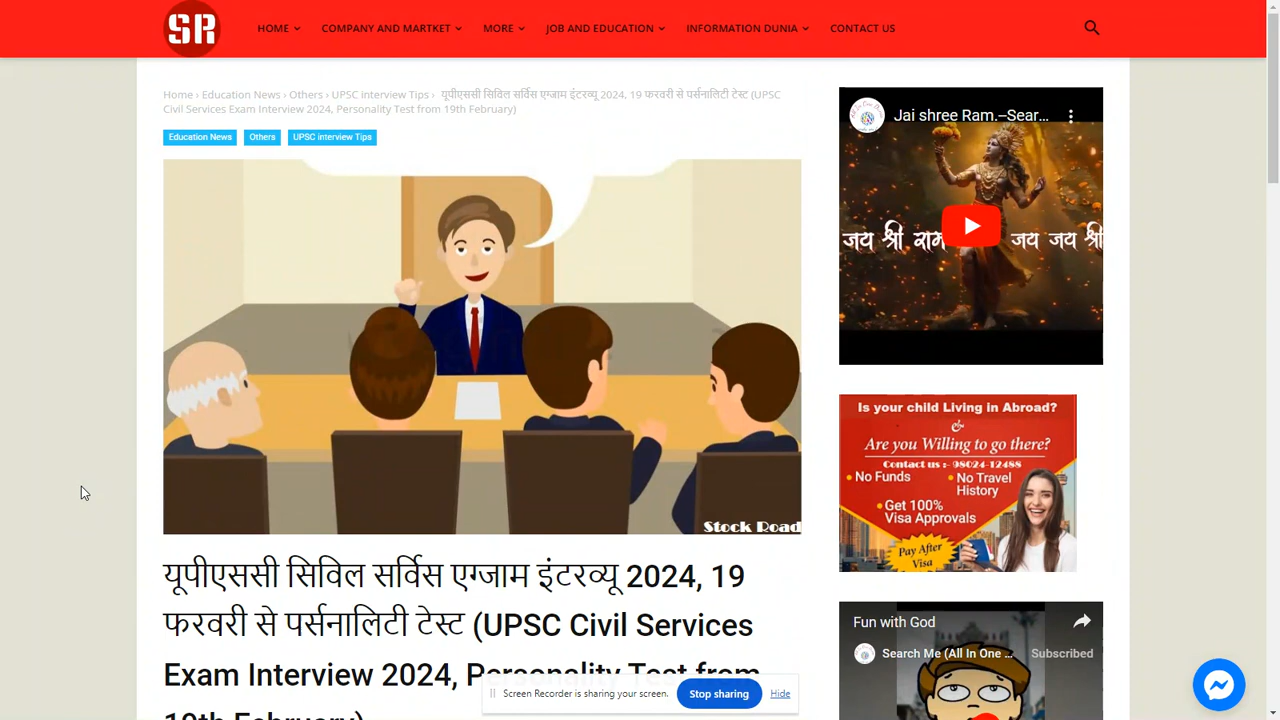 SR
HOME
COMPANY AND MARTKET
MORE
JOB AND EDUCATION
INFORMATION DUNIA
CONTACT US
Home › Education News › Others › UPSC interview Tips › यूपीएससी सिविल सर्विस एग्जाम इंटरव्यू 2024, 19 फरवरी से पर्सनालिटी टेस्ट (UPSC
Civil Services Exam Interview 2024, Personality Test from 19th February)
Education News
Others
UPSC interview Tips
Stock Road
यूपीएससी सिविल सर्विस एग्जाम इंटरव्यू 2024, 19
फरवरी से पर्सनालिटी टेस्ट (UPSC Civil Services
Exam Interview 2024, Personality Test from
19th February)
Jai shree Ram.–Sear...
जय श्री राम जय जय श्री
Is your child Living in Abroad?
&
Are you Willing to go there?
Contact us :- 98024-12488
No Funds
No Travel
History
Get 100%
Visa Approvals
Pay After
Visa
Fun with God
Search Me (All In One ...
Subscribed
Screen Recorder is sharing your screen.
Stop sharing
Hide